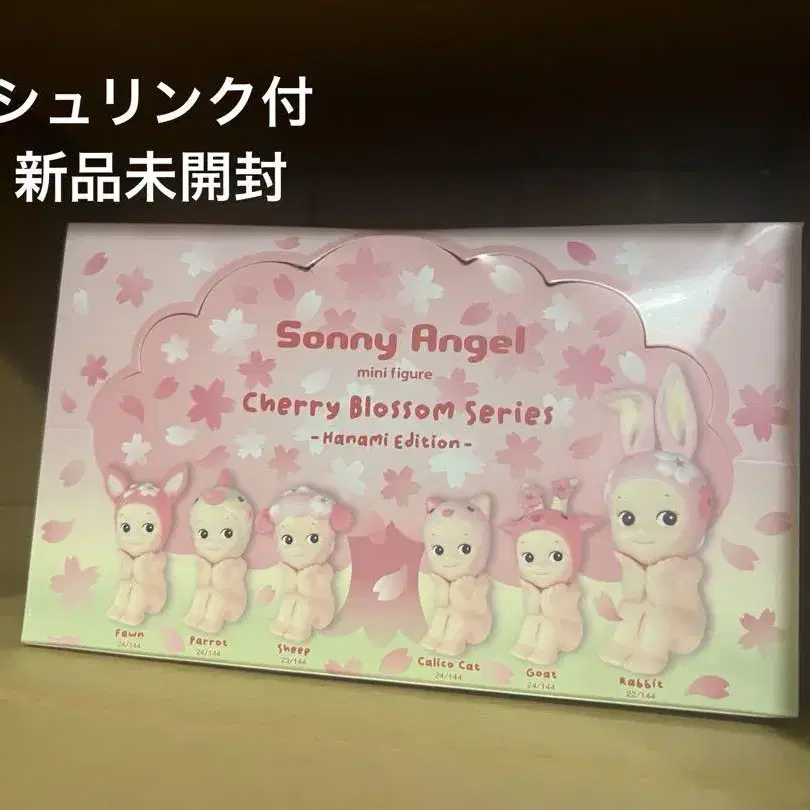 シュリンク付
新品未開封
Sonny Angel
mini figure
Cherry Blossom Series
-Hanami Edition-
Fawn
24/144
Parrot
24/144
Sheep
23/144
Calico Cat
24/144
Goat
24/144
Rabbit
22/144